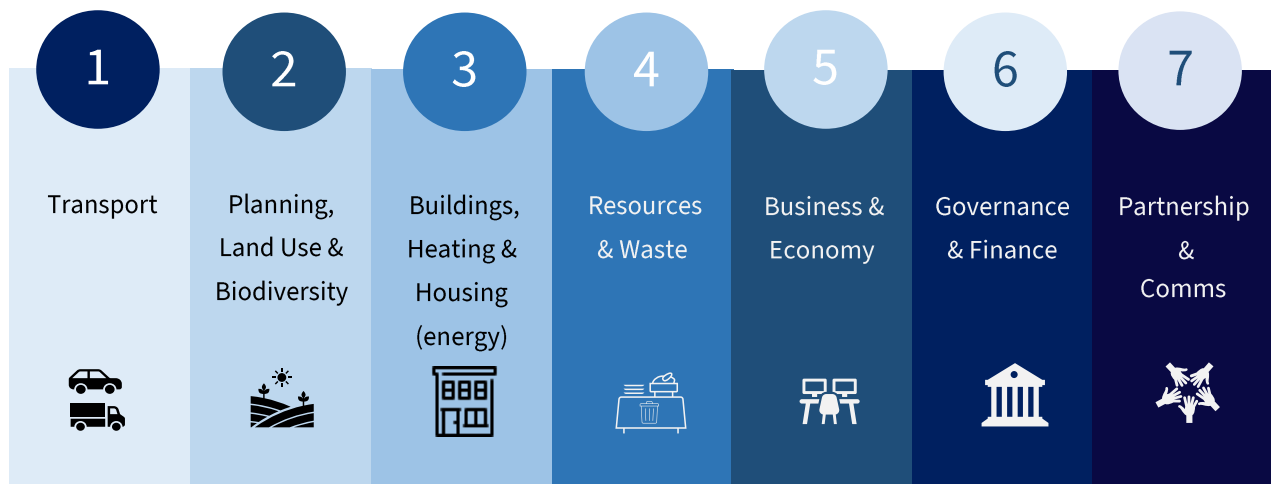 1
Transport
2
Planning,
Land Use &
Biodiversity
3
Buildings,
Heating &
Housing
(energy)
4
Resources
& Waste
5
Business &
Economy
6
Governance
& Finance
7
Partnership
&
Comms